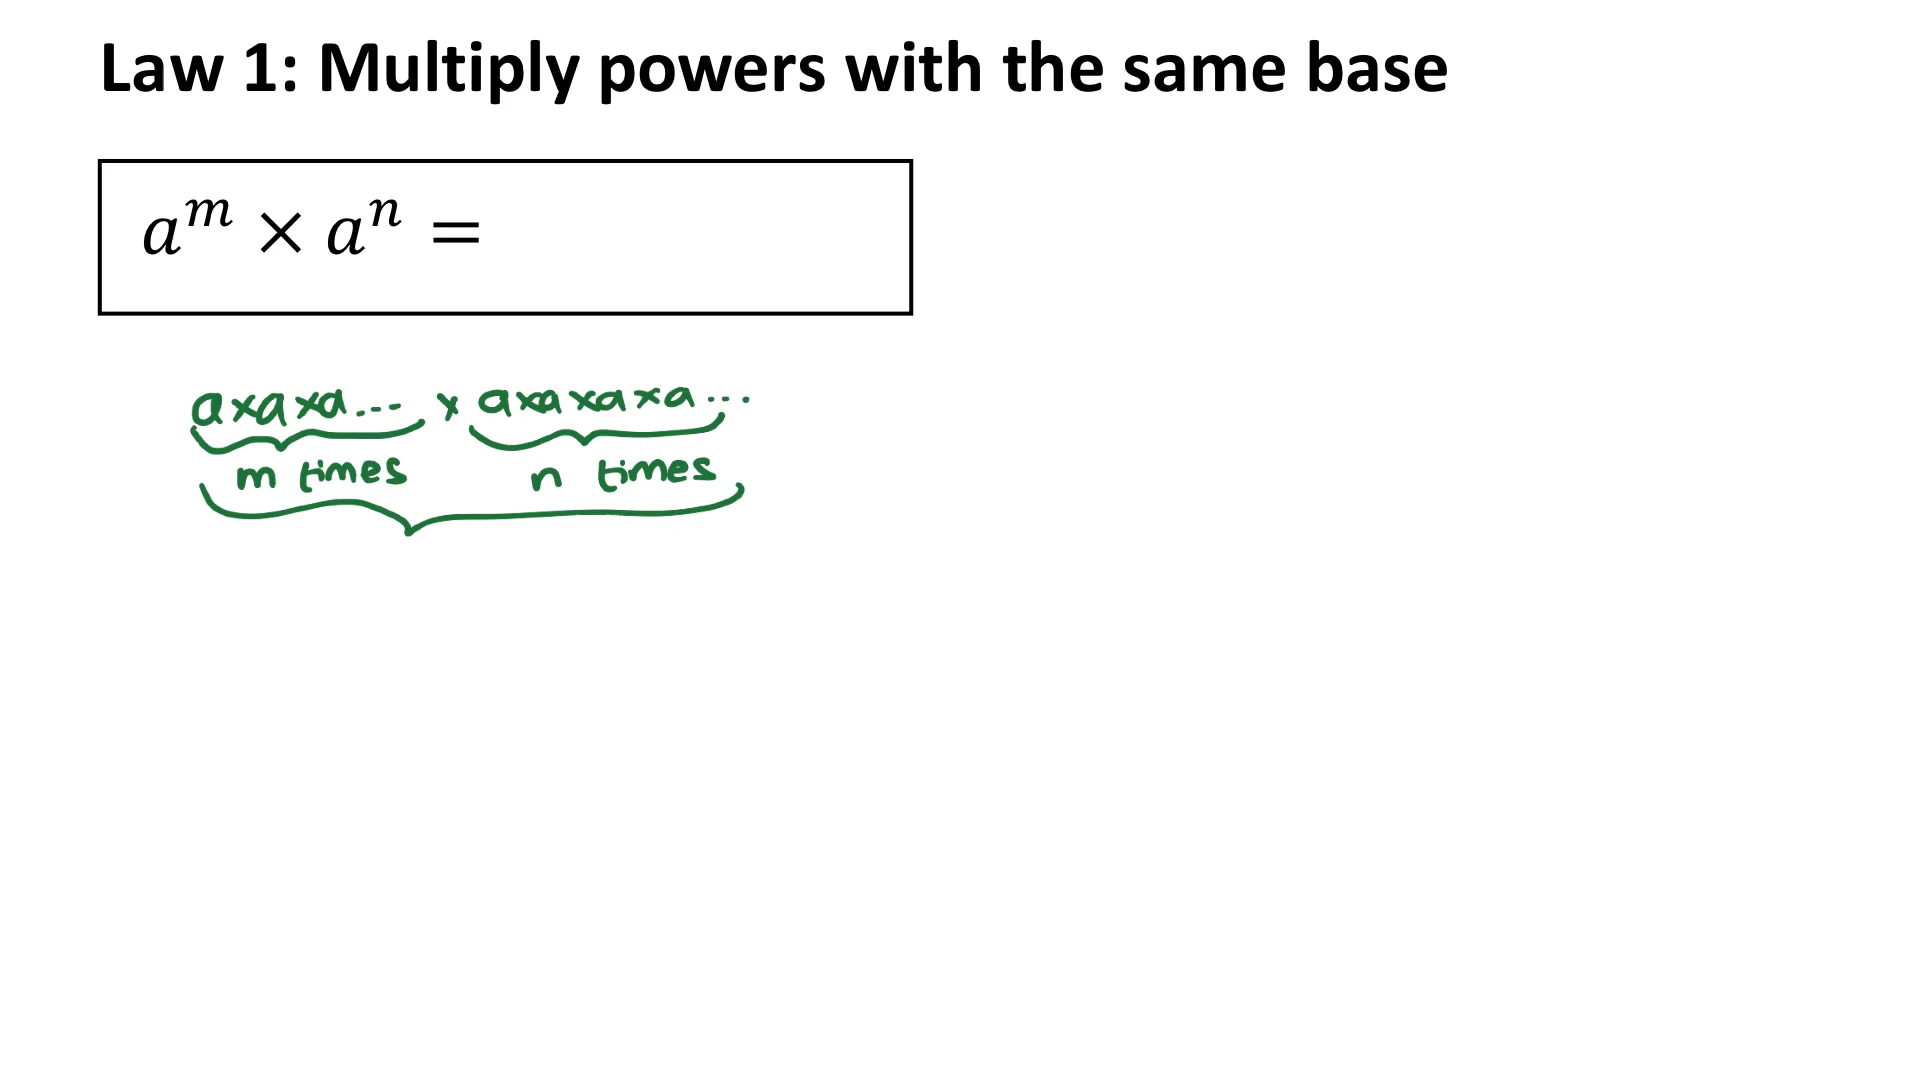 Law 1: Multiply powers with the same base
a^m × a^n =
a×a×a... × a×a×a×a...
m times n times